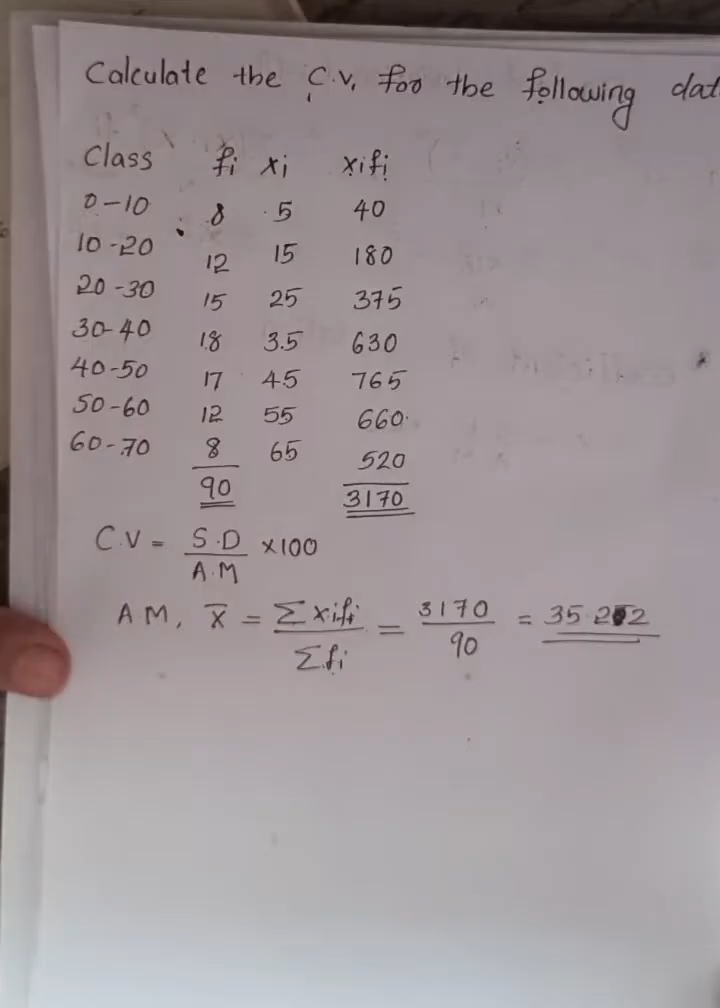 Calculate the C.V. for the following dat
Class fi xi xifi
0-10 8 5 40
10-20 12 15 180
20-30 15 25 375
30-40 18 3.5 630
40-50 17 45 765
50-60 12 55 660
60-70 8 65 520
90 3170
C.V = S.D/A.M ×100
A M, x̅ = Σxifi/Σfi = 3170/90 = 35.22